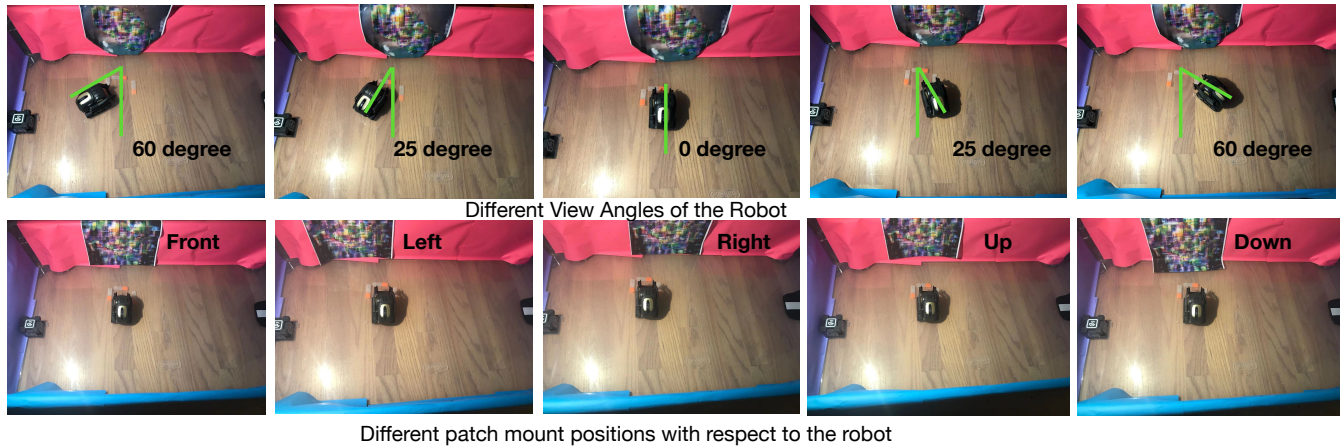 60 degree
25 degree
0 degree
25 degree
60 degree
Different View Angles of the Robot
Front
Left
Right
Up
Down
Different patch mount positions with respect to the robot